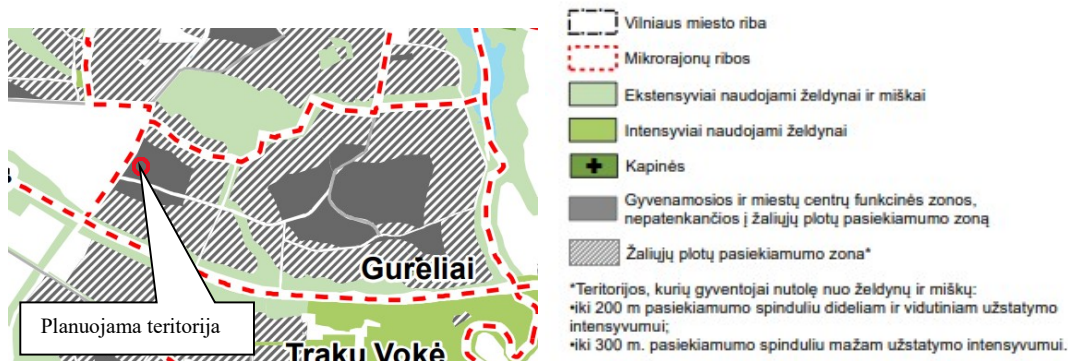 Gurėliai
Planuojama teritorija
Trakų Vokė
Vilniaus miesto riba
Mikrorajonų ribos
Ekstensyviai naudojami želdynai ir miškai
Intensyviai naudojami želdynai
Kapinės
Gyvenamosios ir miestų centrų funkcinės zonos,
nepatenkančios į žaliųjų plotų pasiekiamumo zoną
Žaliųjų plotų pasiekiamumo zona*
*Teritorijos, kurių gyventojai nutolę nuo želdynų ir miškų:
•iki 200 m pasiekiamumo spinduliu dideliam ir vidutiniam užstatymo
intensyvumui;
•iki 300 m. pasiekiamumo spinduliu mažam užstatymo intensyvumui.